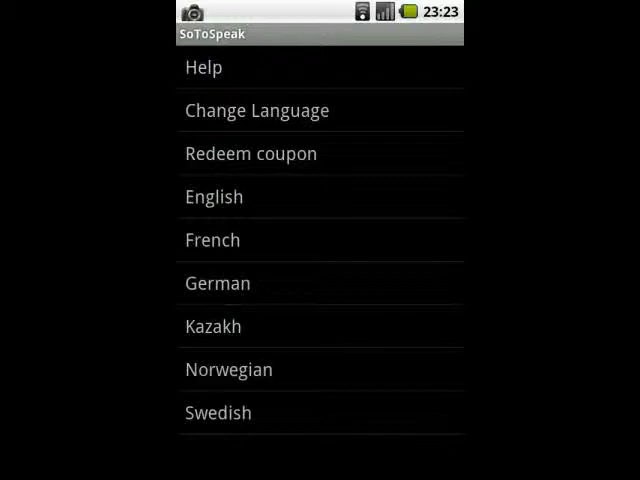 23:23
SoToSpeak
Help
Change Language
Redeem coupon
English
French
German
Kazakh
Norwegian
Swedish